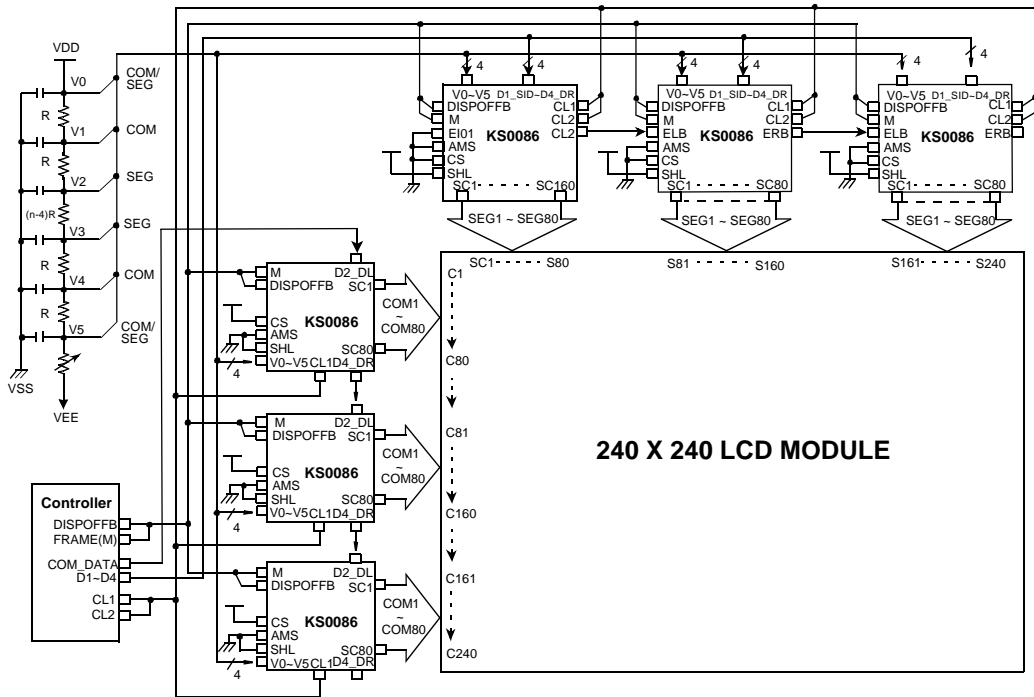 VDD
V0
COM/
SEG
R
V1
COM
R
V2
SEG
(n-4)R
V3
SEG
R
V4
COM
R
V5
COM/
SEG
VSS
VEE
4
4
V0~V5 D1_SID~D4_DR
DISPOFFB
M
EI01
AMS
CS
SHL
KS0086
CL1
CL2
CL2
SC1
SC160
SEG1 ~ SEG80
4
4
V0~V5 D1_SID~D4_DR
DISPOFFB
M
ELB
AMS
CS
SHL
KS0086
CL1
CL2
ERB
SC1
SC80
SEG1 ~ SEG80
4
4
V0~V5 D1_SID~D4_DR
DISPOFFB
M
ELB
AMS
CS
SHL
KS0086
CL1
CL2
ERB
SC1
SC80
SEG1 ~ SEG80
M
DISPOFFB
D2_DL
SC1
KS0086
CS
AMS
SHL
V0~V5 CL1 D4_DR
SC80
4
COM1
~
COM80
M
DISPOFFB
D2_DL
SC1
KS0086
CS
AMS
SHL
V0~V5 CL1 D4_DR
SC80
4
COM1
~
COM80
M
DISPOFFB
D2_DL
SC1
KS0086
CS
AMS
SHL
V0~V5 CL1 D4_DR
SC80
4
COM1
~
COM80
Controller
DISPOFFB
FRAME(M)
COM_DATA
D1~D4
CL1
CL2
SC1 S80
S81 S160
S161 S240
C1
C80
C81
C160
C161
C240
240 X 240 LCD MODULE